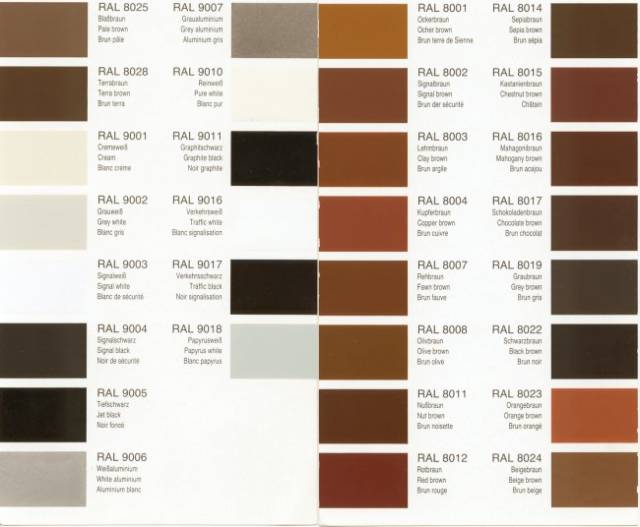 RAL 8025
Blaßbraun
Pale brown
Brun pâle
RAL 8028
Terrabraun
Terra brown
Brun terra
RAL 9001
Cremeweiß
Cream
Blanc crème
RAL 9002
Grauweiß
Grey white
Blanc gris
RAL 9003
Signalweiß
Signal white
Blanc de sécurité
RAL 9004
Signalschwarz
Signal black
Noir de sécurité
RAL 9005
Tiefschwarz
Jet black
Noir foncé
RAL 9006
Weißaluminium
White aluminium
Aluminium blanc
RAL 9007
Graualuminium
Grey aluminium
Aluminium gris
RAL 9010
Reinweiß
Pure white
Blanc pur
RAL 9011
Graphitschwarz
Graphite black
Noir graphite
RAL 9016
Verkehrsweiß
Traffic white
Blanc signalisation
RAL 9017
Verkehrsschwarz
Traffic black
Noir signalisation
RAL 9018
Papyrusweiß
Papyrus white
Blanc papyrus
RAL 8001
Ockerbraun
Ocher brown
Brun terre de Sienne
RAL 8002
Signalbraun
Signal brown
Brun de sécurité
RAL 8003
Lehmbraun
Clay brown
Brun argile
RAL 8004
Kupferbraun
Copper brown
Brun cuivre
RAL 8007
Rehbraun
Fawn brown
Brun fauve
RAL 8008
Olivbraun
Olive brown
Brun olive
RAL 8011
Nußbraun
Nut brown
Brun noisette
RAL 8012
Rotbraun
Red brown
Brun rouge
RAL 8014
Sepiabraun
Sepia brown
Brun sépia
RAL 8015
Kastanienbraun
Chestnut brown
Châtain
RAL 8016
Mahagonibraun
Mahogany brown
Brun acajou
RAL 8017
Schokoladenbraun
Chocolate brown
Brun chocolat
RAL 8019
Graubraun
Grey brown
Brun gris
RAL 8022
Schwarzbraun
Black brown
Brun noir
RAL 8023
Orangebraun
Orange brown
Brun orangé
RAL 8024
Beigebraun
Beige brown
Brun beige